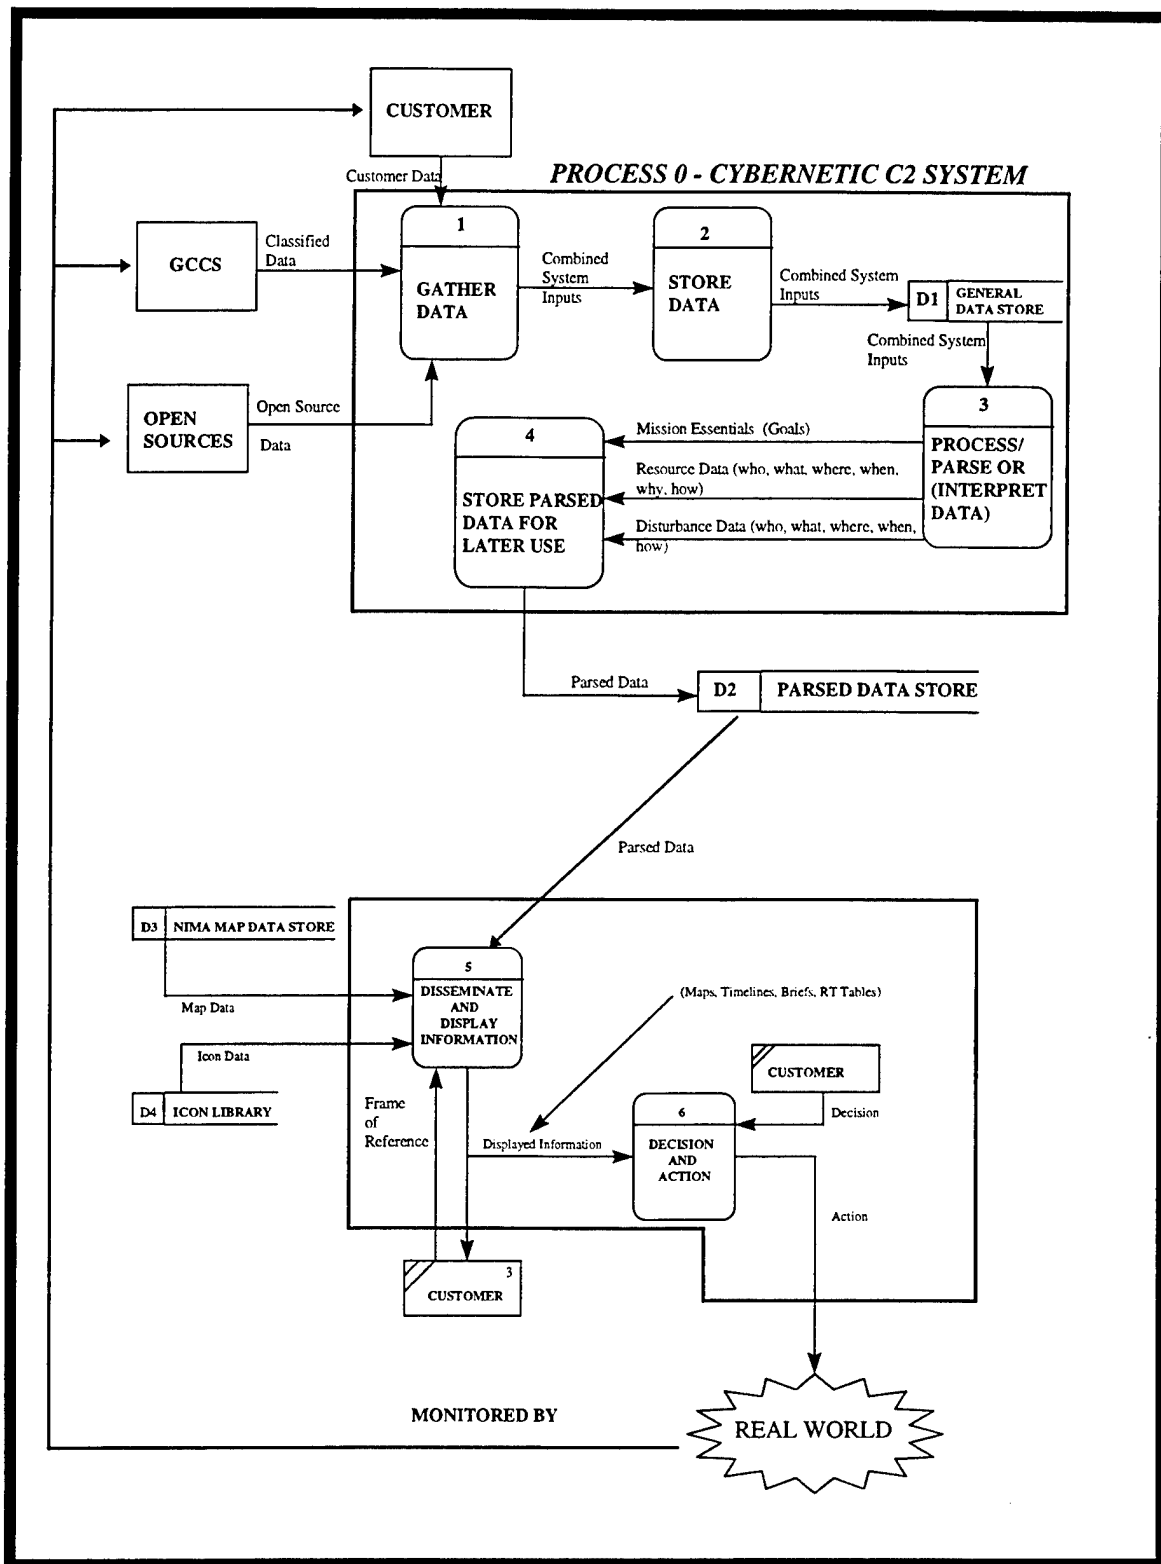 CUSTOMER
Customer Data
PROCESS 0 - CYBERNETIC C2 SYSTEM
GCCS
Classified
Data
1
GATHER
DATA
Combined
System
Inputs
2
STORE
DATA
Combined System
Inputs
D1
GENERAL
DATA STORE
Combined System
Inputs
OPEN
SOURCES
Open Source
Data
3
PROCESS/
PARSE OR
(INTERPRET
DATA)
Mission Essentials (Goals)
Resource Data (who, what, where, when,
why, how)
Disturbance Data (who, what, where, when,
how)
4
STORE PARSED
DATA FOR
LATER USE
Parsed Data
D2
PARSED DATA STORE
Parsed Data
D3
NIMA MAP DATA STORE
Map Data
5
DISSEMINATE
AND
DISPLAY
INFORMATION
(Maps, Timelines, Briefs, RT Tables)
Icon Data
D4
ICON LIBRARY
Frame
of
Reference
Displayed Information
CUSTOMER
Decision
6
DECISION
AND
ACTION
Action
3
CUSTOMER
MONITORED BY
REAL WORLD